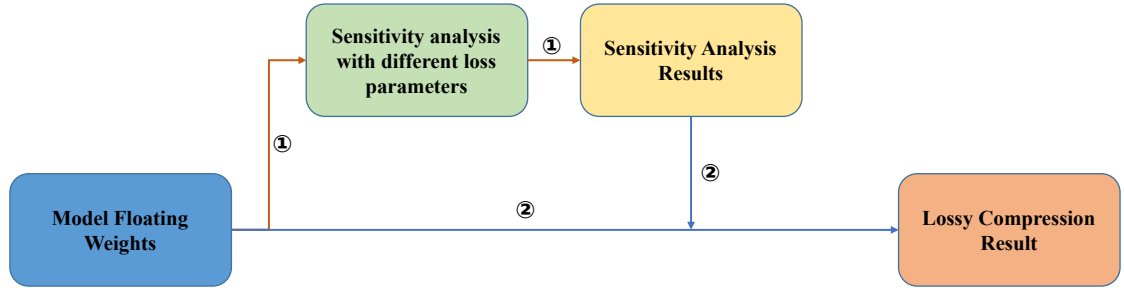 Sensitivity analysis
with different loss
parameters
①
Sensitivity Analysis
Results
①
②
Model Floating
Weights
②
Lossy Compression
Result